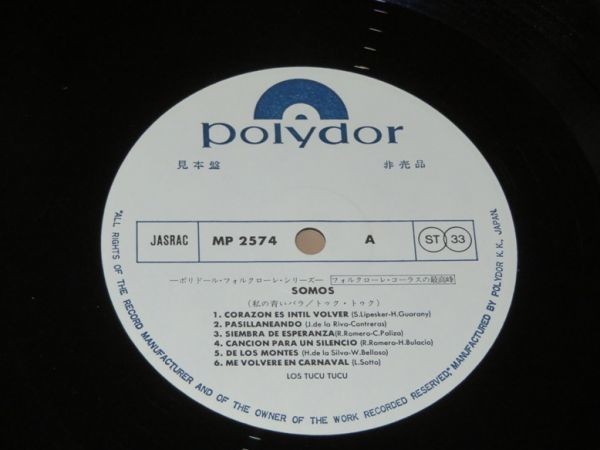 polydor
見本盤 非売品
JASRAC MP 2574 A ST 33
―ポリドール・フォルクローレ・シリーズ― フォルクローレ・コーラスの最高峰
SOMOS
(私の青いバラ/トゥク・トゥク)
1. CORAZON ES INTIL VOLVER (S.Lipesker-H.Guarany)
2. PASILLANEANDO (J.de la Riva-Contreras)
3. SIEMBRA DE ESPERANZA (R.Romero-C.Paliza)
4. CANCION PARA UN SILENCIO (R.Romera-H.Bulacio)
5. DE LOS MONTES (H.de la Silva-W.Belloso)
6. ME VOLVERE EN CARNAVAL (L.Sotto)
LOS TUCU TUCU
"ALL RIGHTS OF THE RECORD MANUFACTURER AND OF THE OWNER OF THE WORK RECORDED RESERVED," MANUFACTURED BY POLYDOR K.K., JAPAN.